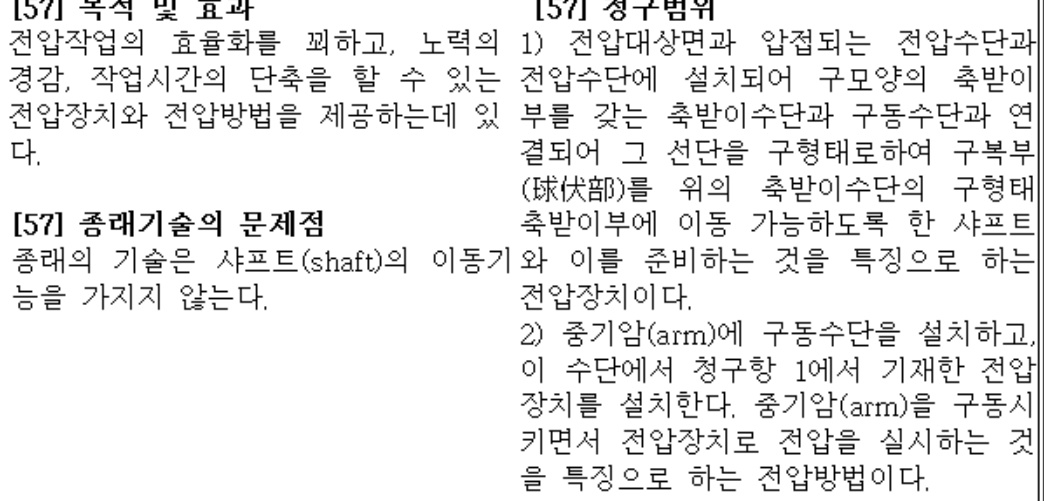 [57] 목적 및 효과
전압작업의 효율화를 꾀하고, 노력의
경감, 작업시간의 단축을 할 수 있는
전압장치와 전압방법을 제공하는데 있
다.
[57] 종래기술의 문제점
종래의 기술은 샤프트(shaft)의 이동기
능을 가지지 않는다.
[57] 청구범위
1) 전압대상면과 압접되는 전압수단과
전압수단에 설치되어 구모양의 축받이
부를 갖는 축받이수단과 구동수단과 연
결되어 그 선단을 구형태로하여 구복부
(球伏部)를 위의 축받이수단의 구형태
축받이부에 이동 가능하도록 한 샤프트
와 이를 준비하는 것을 특징으로 하는
전압장치이다.
2) 중기암(arm)에 구동수단을 설치하고,
이 수단에서 청구항 1에서 기재한 전압
장치를 설치한다. 중기암(arm)을 구동시
키면서 전압장치로 전압을 실시하는 것
을 특징으로 하는 전압방법이다.